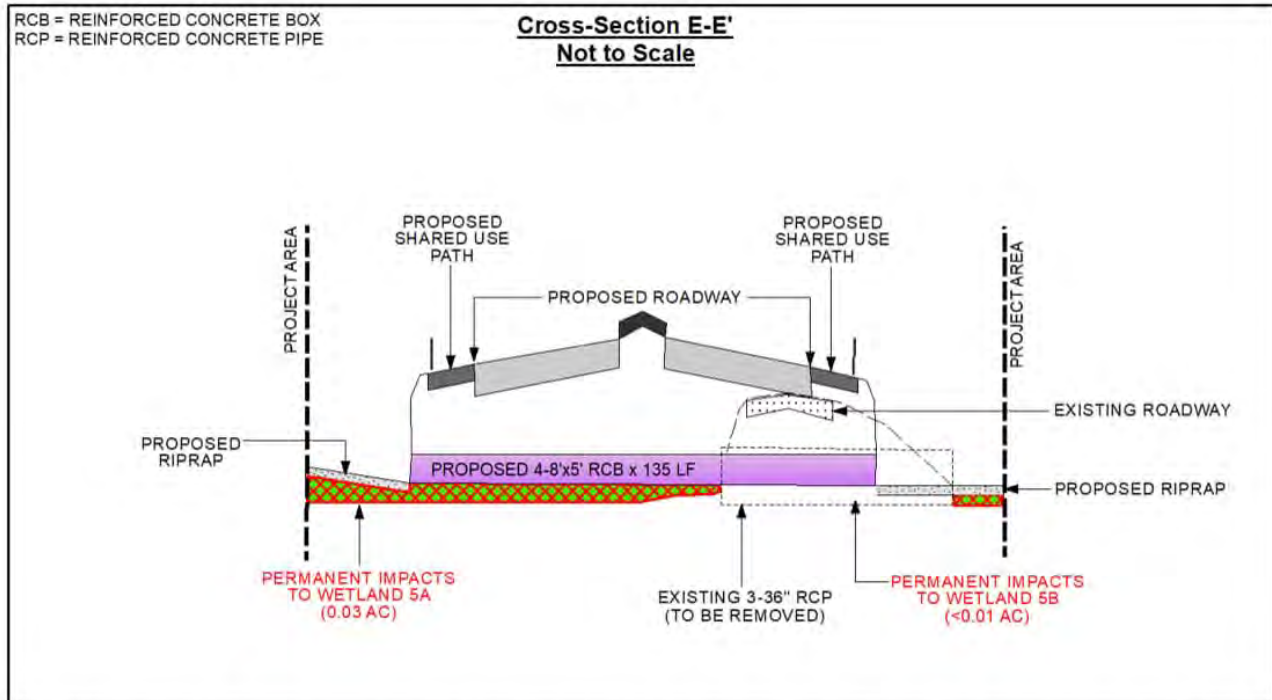 RCB = REINFORCED CONCRETE BOX
RCP = REINFORCED CONCRETE PIPE
Cross-Section E-E'
Not to Scale
PROJECT AREA
PROPOSED
SHARED USE
PATH
PROPOSED ROADWAY
PROPOSED
SHARED USE
PATH
PROJECT AREA
EXISTING ROADWAY
PROPOSED
RIPRAP
PROPOSED 4-8'x5' RCB x 135 LF
PROPOSED RIPRAP
PERMANENT IMPACTS
TO WETLAND 5A
(0.03 AC)
EXISTING 3-36" RCP
(TO BE REMOVED)
PERMANENT IMPACTS
TO WETLAND 5B
(<0.01 AC)